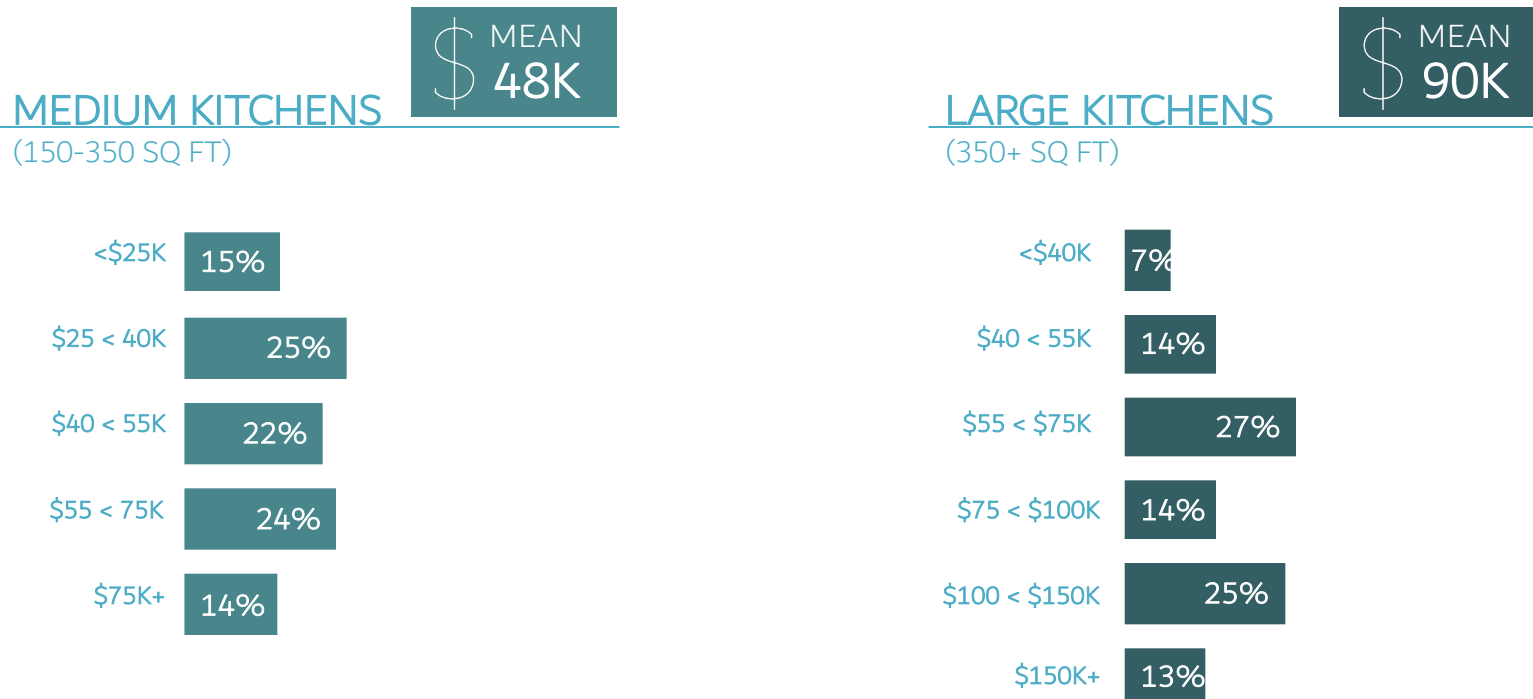 $ MEAN
48K
MEDIUM KITCHENS
(150-350 SQ FT)
<$25K 15%
$25 < 40K 25%
$40 < 55K 22%
$55 < 75K 24%
$75K+ 14%
$ MEAN
90K
LARGE KITCHENS
(350+ SQ FT)
<$40K 7%
$40 < 55K 14%
$55 < $75K 27%
$75 < $100K 14%
$100 < $150K 25%
$150K+ 13%